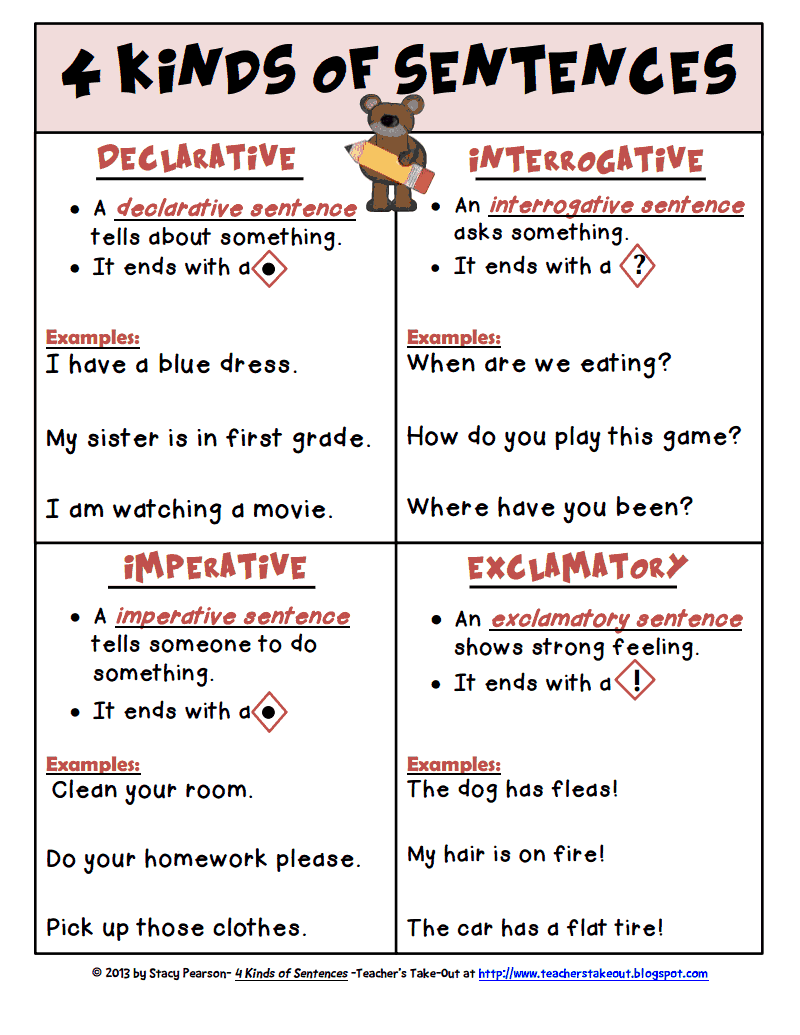 4 KiNDS OF SENTENCES
DECLARATiVE
• A declarative sentence
tells about something.
• It ends with a .
Examples:
I have a blue dress.
My sister is in first grade.
I am watching a movie.
iNTERROGATiVE
• An interrogative sentence
asks something.
• It ends with a ?
Examples:
When are we eating?
How do you play this game?
Where have you been?
iMPERATiVE
• A imperative sentence
tells someone to do
something.
• It ends with a .
Examples:
Clean your room.
Do your homework please.
Pick up those clothes.
EXCLAMATORY
• An exclamatory sentence
shows strong feeling.
• It ends with a !
Examples:
The dog has fleas!
My hair is on fire!
The car has a flat tire!
© 2013 by Stacy Pearson- 4 Kinds of Sentences -Teacher's Take-Out at http://www.teacherstakeout.blogspot.com